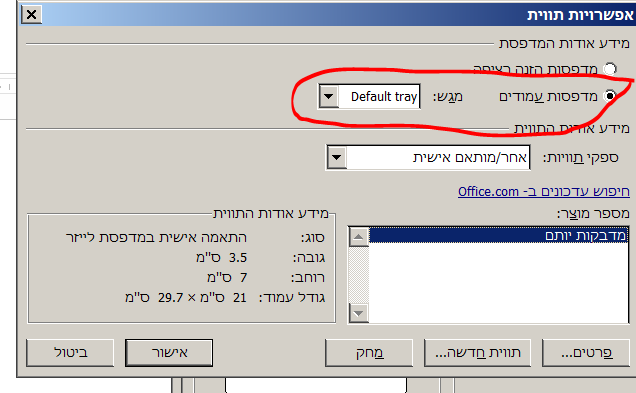 אפשרויות תווית
מידע אודות המדפסת
מדפסות הזנה רציפה
מדפסות עמודים מגש: Default tray
מידע אודות התווית
ספקי תוויות: אחר/מותאם אישית
חיפוש עדכונים ב- Office.com
מספר מוצר:
מדבקות יותם
מידע אודות התווית
סוג: התאמה אישית במדפסת לייזר
גובה: 3.5 ס"מ
רוחב: 7 ס"מ
גודל עמוד: 21 ס"מ × 29.7 ס"מ
פרטים...
תווית חדשה...
מחק
אישור
ביטול